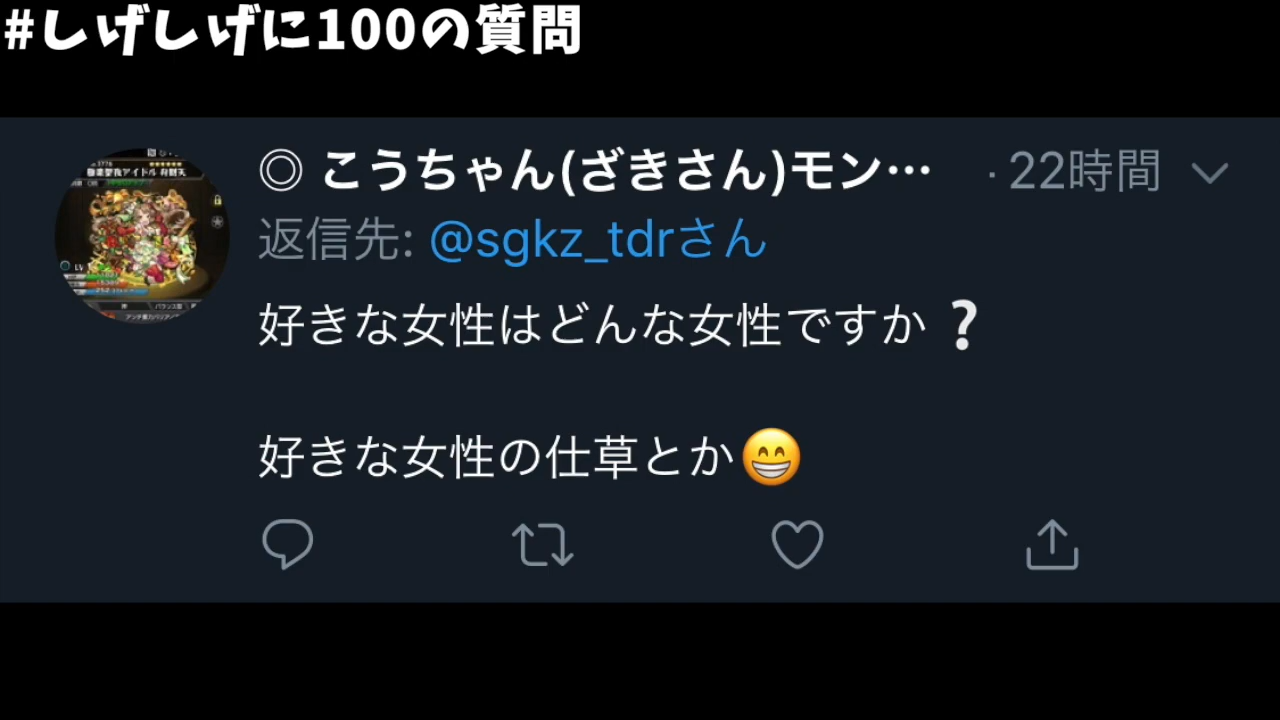 #しげしげに100の質問
◎ こうちゃん(ざきさん)モン… ・22時間
返信先: @sgkz_tdrさん
好きな女性はどんな女性ですか❔
好きな女性の仕草とか😁